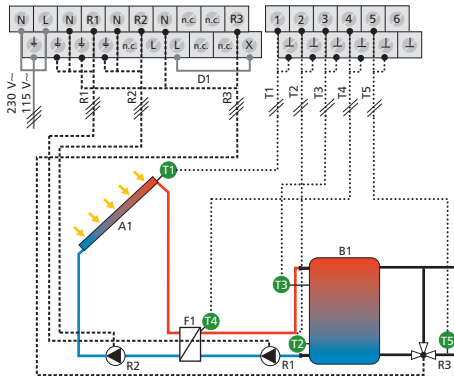 N L N R1 N R2 N n.c. n.c. R3
1 2 3 4 5 6
n.c. L L n.c. X
D1
230 V~
115 V~
R1
R2
R3
T1
T2
T3
T4
T5
T1
A1
B1
T3
F1
T4
T2
T5
R2
R1
R3